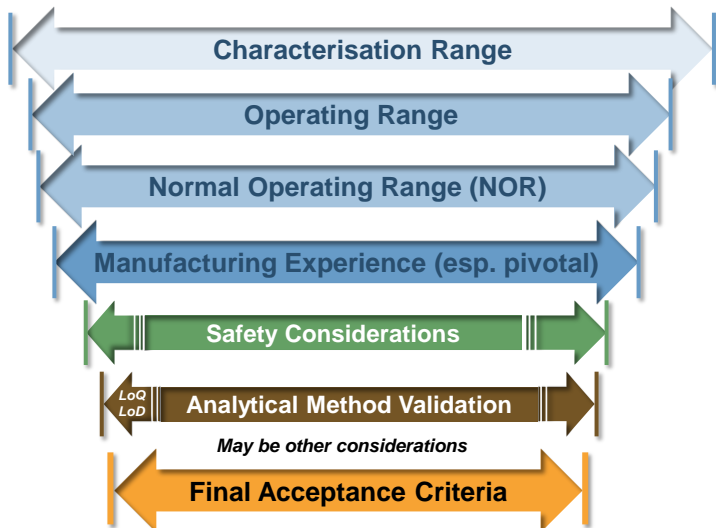 Characterisation Range
Operating Range
Normal Operating Range (NOR)
Manufacturing Experience (esp. pivotal)
Safety Considerations
LoQ
LoD
Analytical Method Validation
May be other considerations
Final Acceptance Criteria